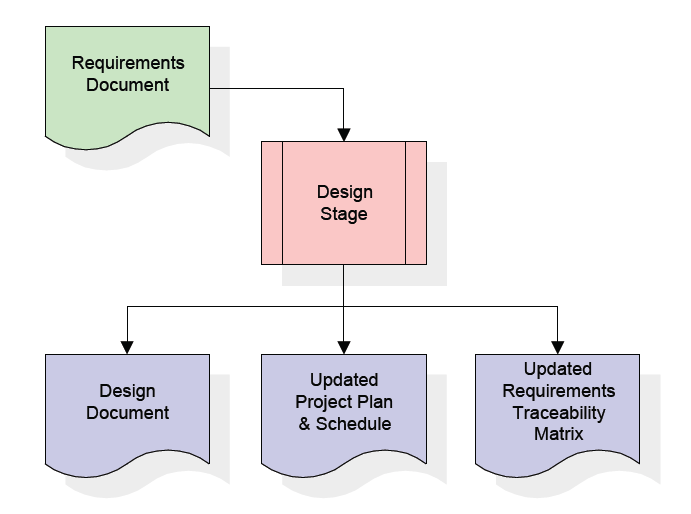 Requirements
Document
Design
Stage
Design
Document
Updated
Project Plan
& Schedule
Updated
Requirements
Traceability
Matrix